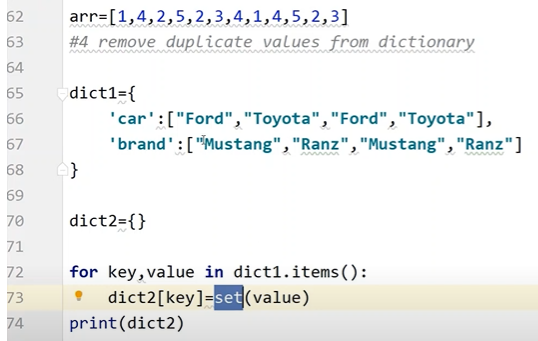 62 arr=[1,4,2,5,2,3,4,1,4,5,2,3]
63 #4 remove duplicate values from dictionary
64
65 dict1={
66 'car':["Ford","Toyota","Ford","Toyota"],
67 'brand':["Mustang","Ranz","Mustang","Ranz"]
68 }
69
70 dict2={}
71
72 for key,value in dict1.items():
73 dict2[key]=set(value)
74 print(dict2)